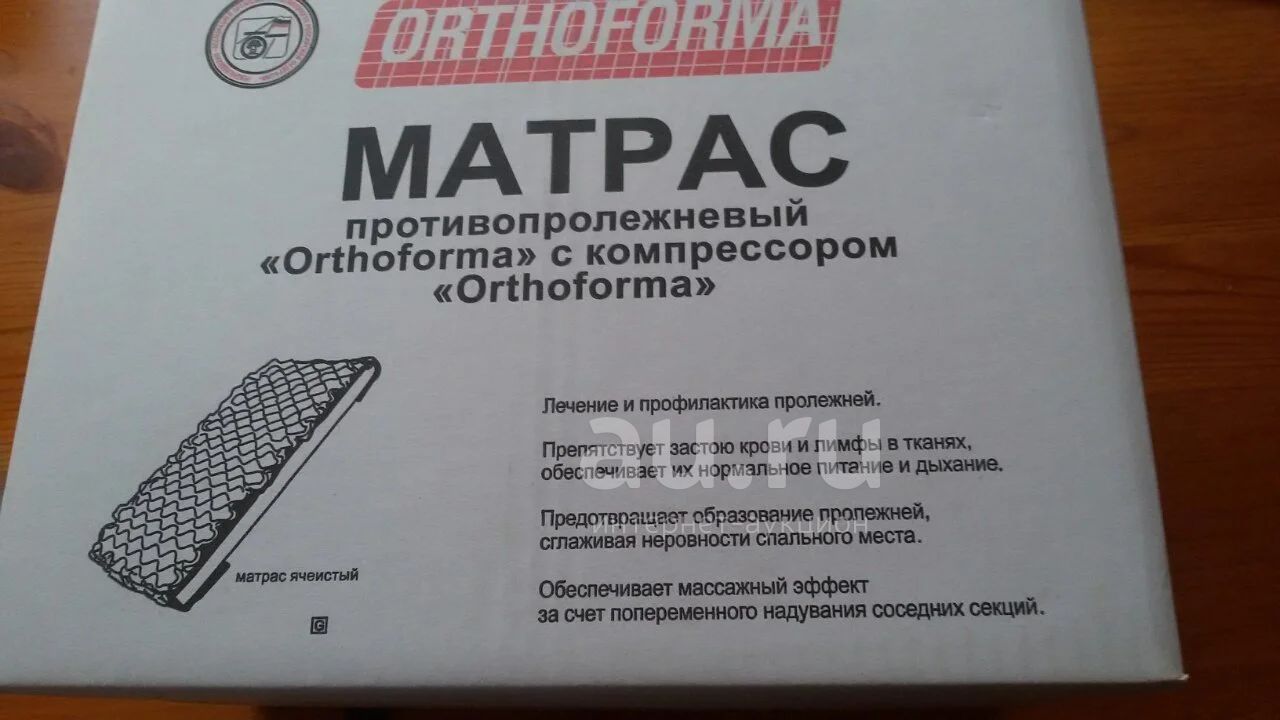 ORTHOFORMA
МАТРАС
противопролежневый
«Orthoforma» с компрессором
«Orthoforma»
Лечение и профилактика пролежней.
Препятствует застою крови и лимфы в тканях,
обеспечивает их нормальное питание и дыхание.
Предотвращает образование пролежней,
сглаживая неровности спального места.
Обеспечивает массажный эффект
за счет попеременного надувания соседних секций.
матрас ячеистый
G
au.ru
интернет-аукцион